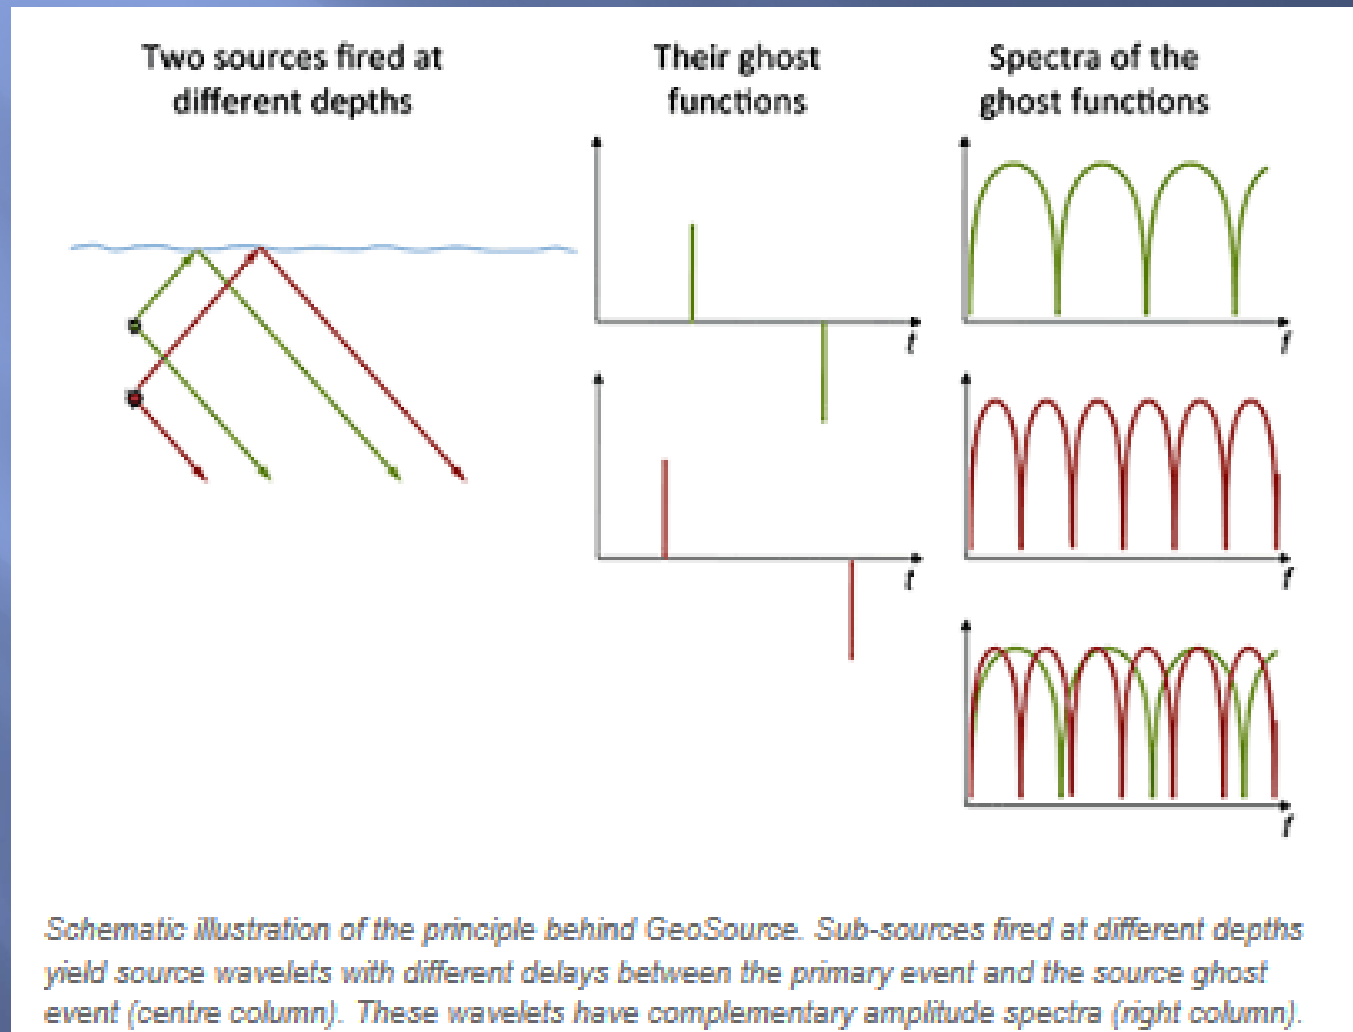 Two sources fired at
different depths
Their ghost
functions
Spectra of the
ghost functions
t
f
t
f
f
Schematic illustration of the principle behind GeoSource. Sub-sources fired at different depths
yield source wavelets with different delays between the primary event and the source ghost
event (centre column). These wavelets have complementary amplitude spectra (right column).